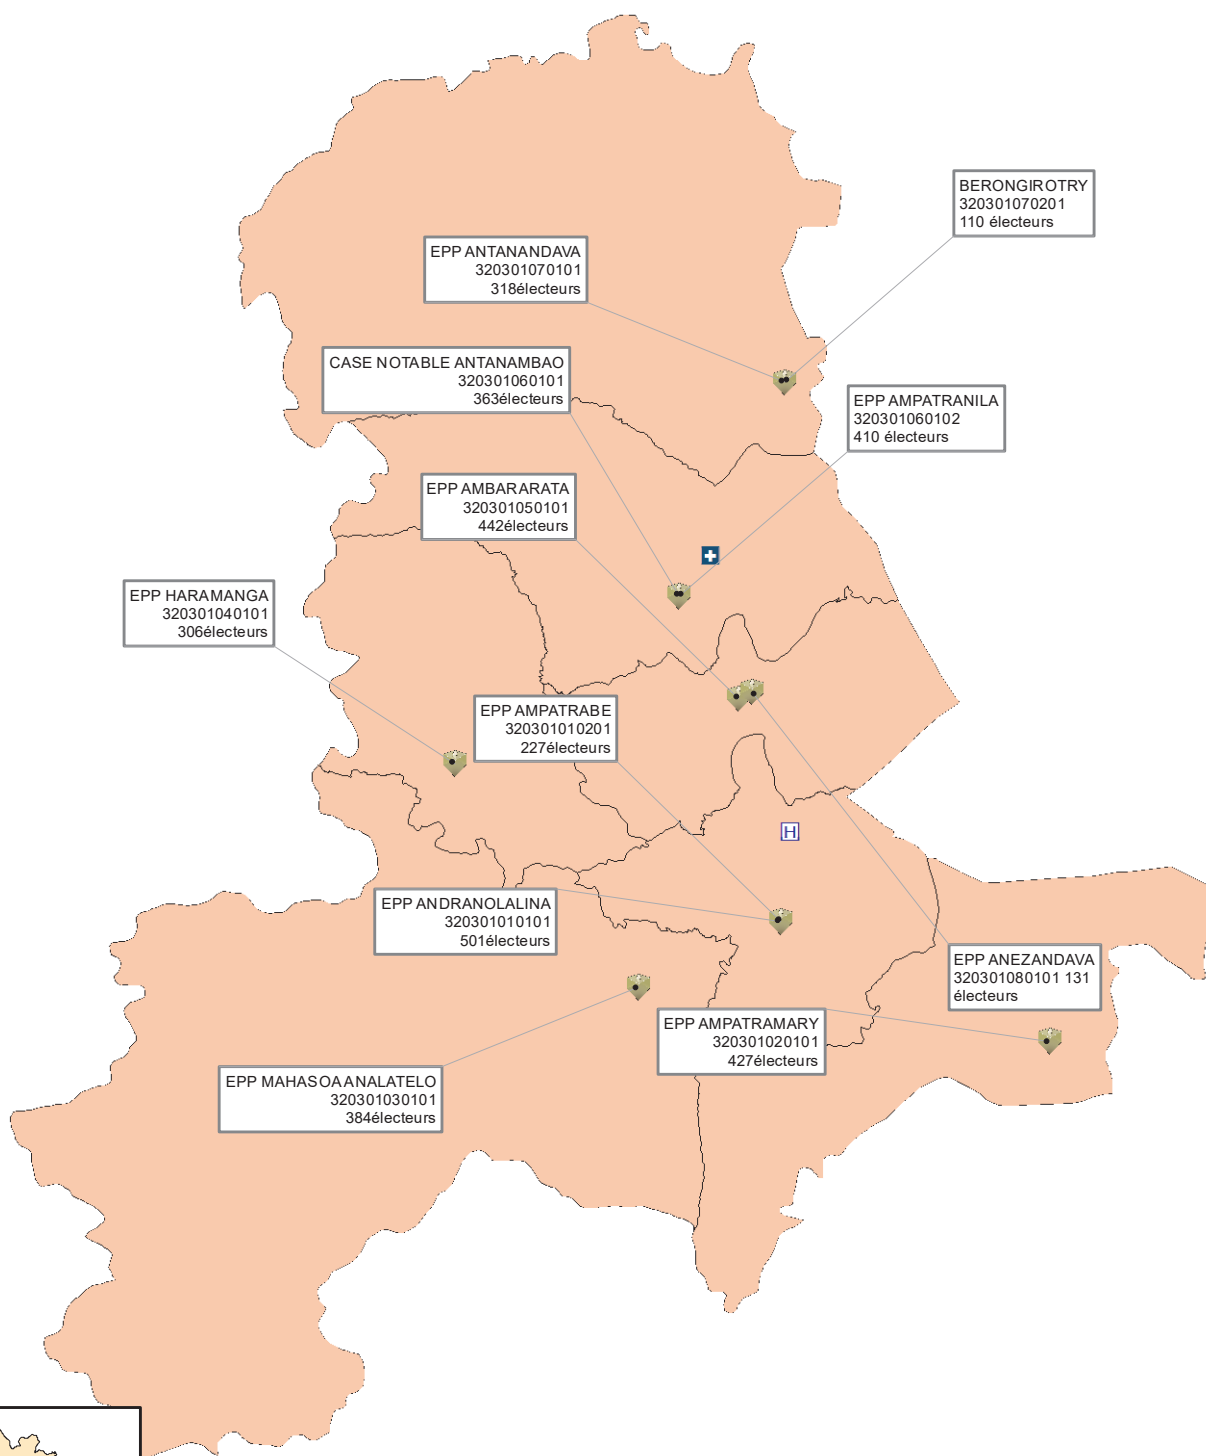 BERONGIROTRY
320301070201
110 électeurs
EPP ANTANANDAVA
320301070101
318électeurs
CASE NOTABLE ANTANAMBAO
320301060101
363électeurs
EPP AMPATRANILA
320301060102
410 électeurs
EPP AMBARARATA
320301050101
442électeurs
EPP HARAMANGA
320301040101
306électeurs
EPP AMPATRABE
320301010201
227électeurs
H
EPP ANDRANOLALINA
320301010101
501électeurs
EPP ANEZANDAVA
320301080101 131
électeurs
EPP AMPATRAMARY
320301020101
427électeurs
EPP MAHASOA ANALATELO
320301030101
384électeurs